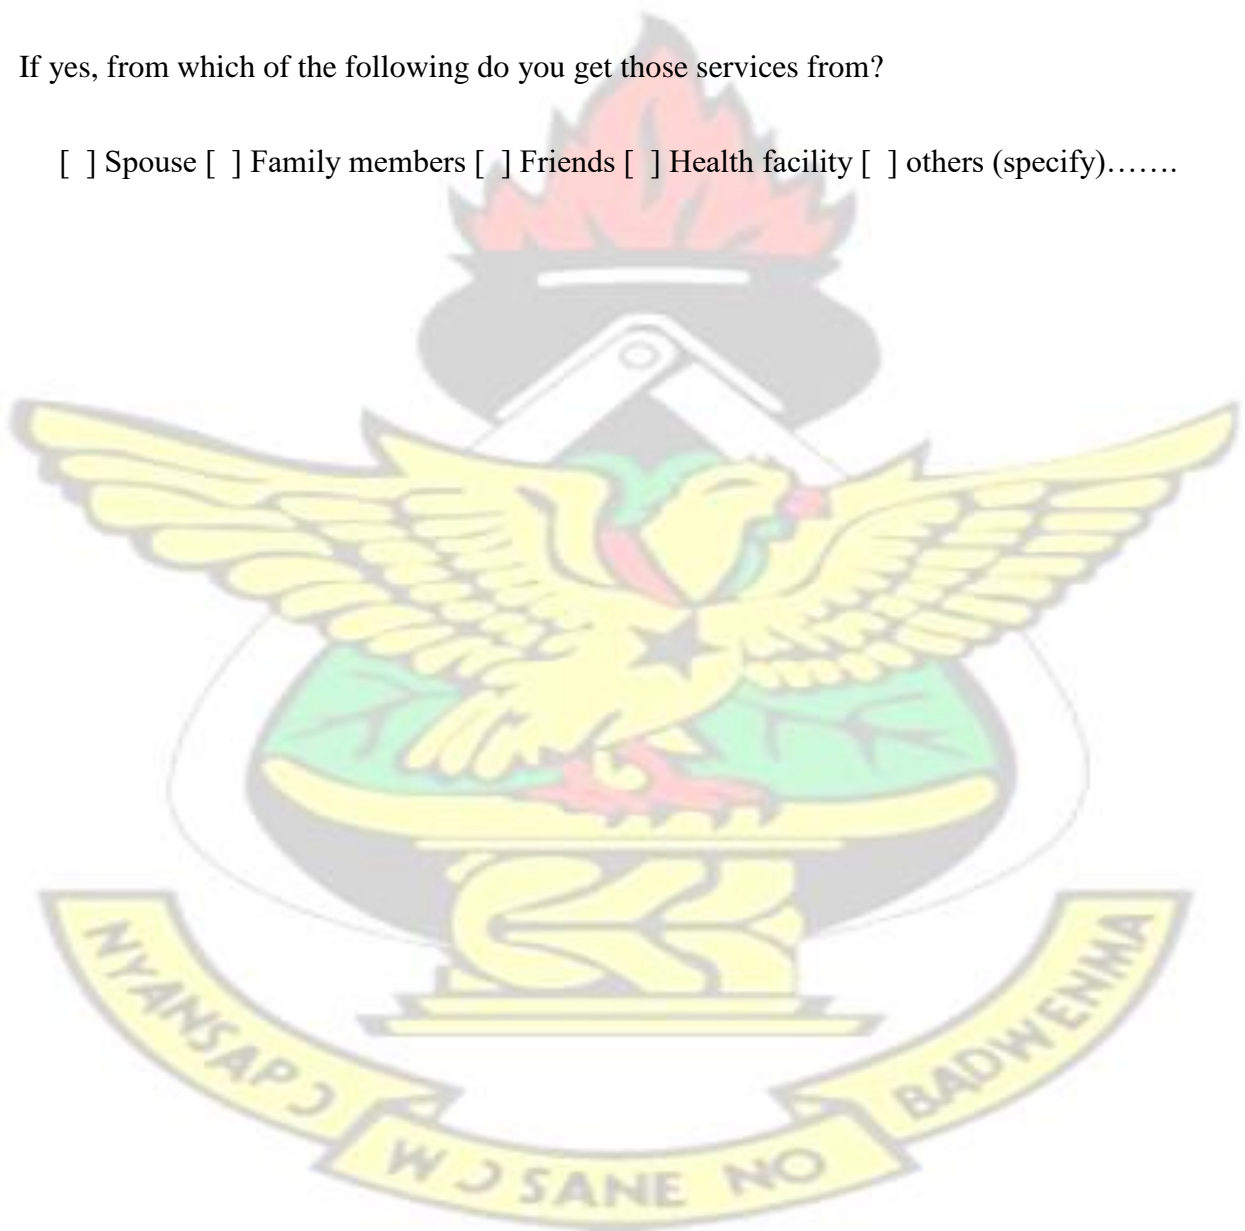 If yes, from which of the following do you get those services from?
[ ] Spouse [ ] Family members [ ] Friends [ ] Health facility [ ] others (specify)…….
NYANSAPƆ
WƆSANE NO
BADWENMA